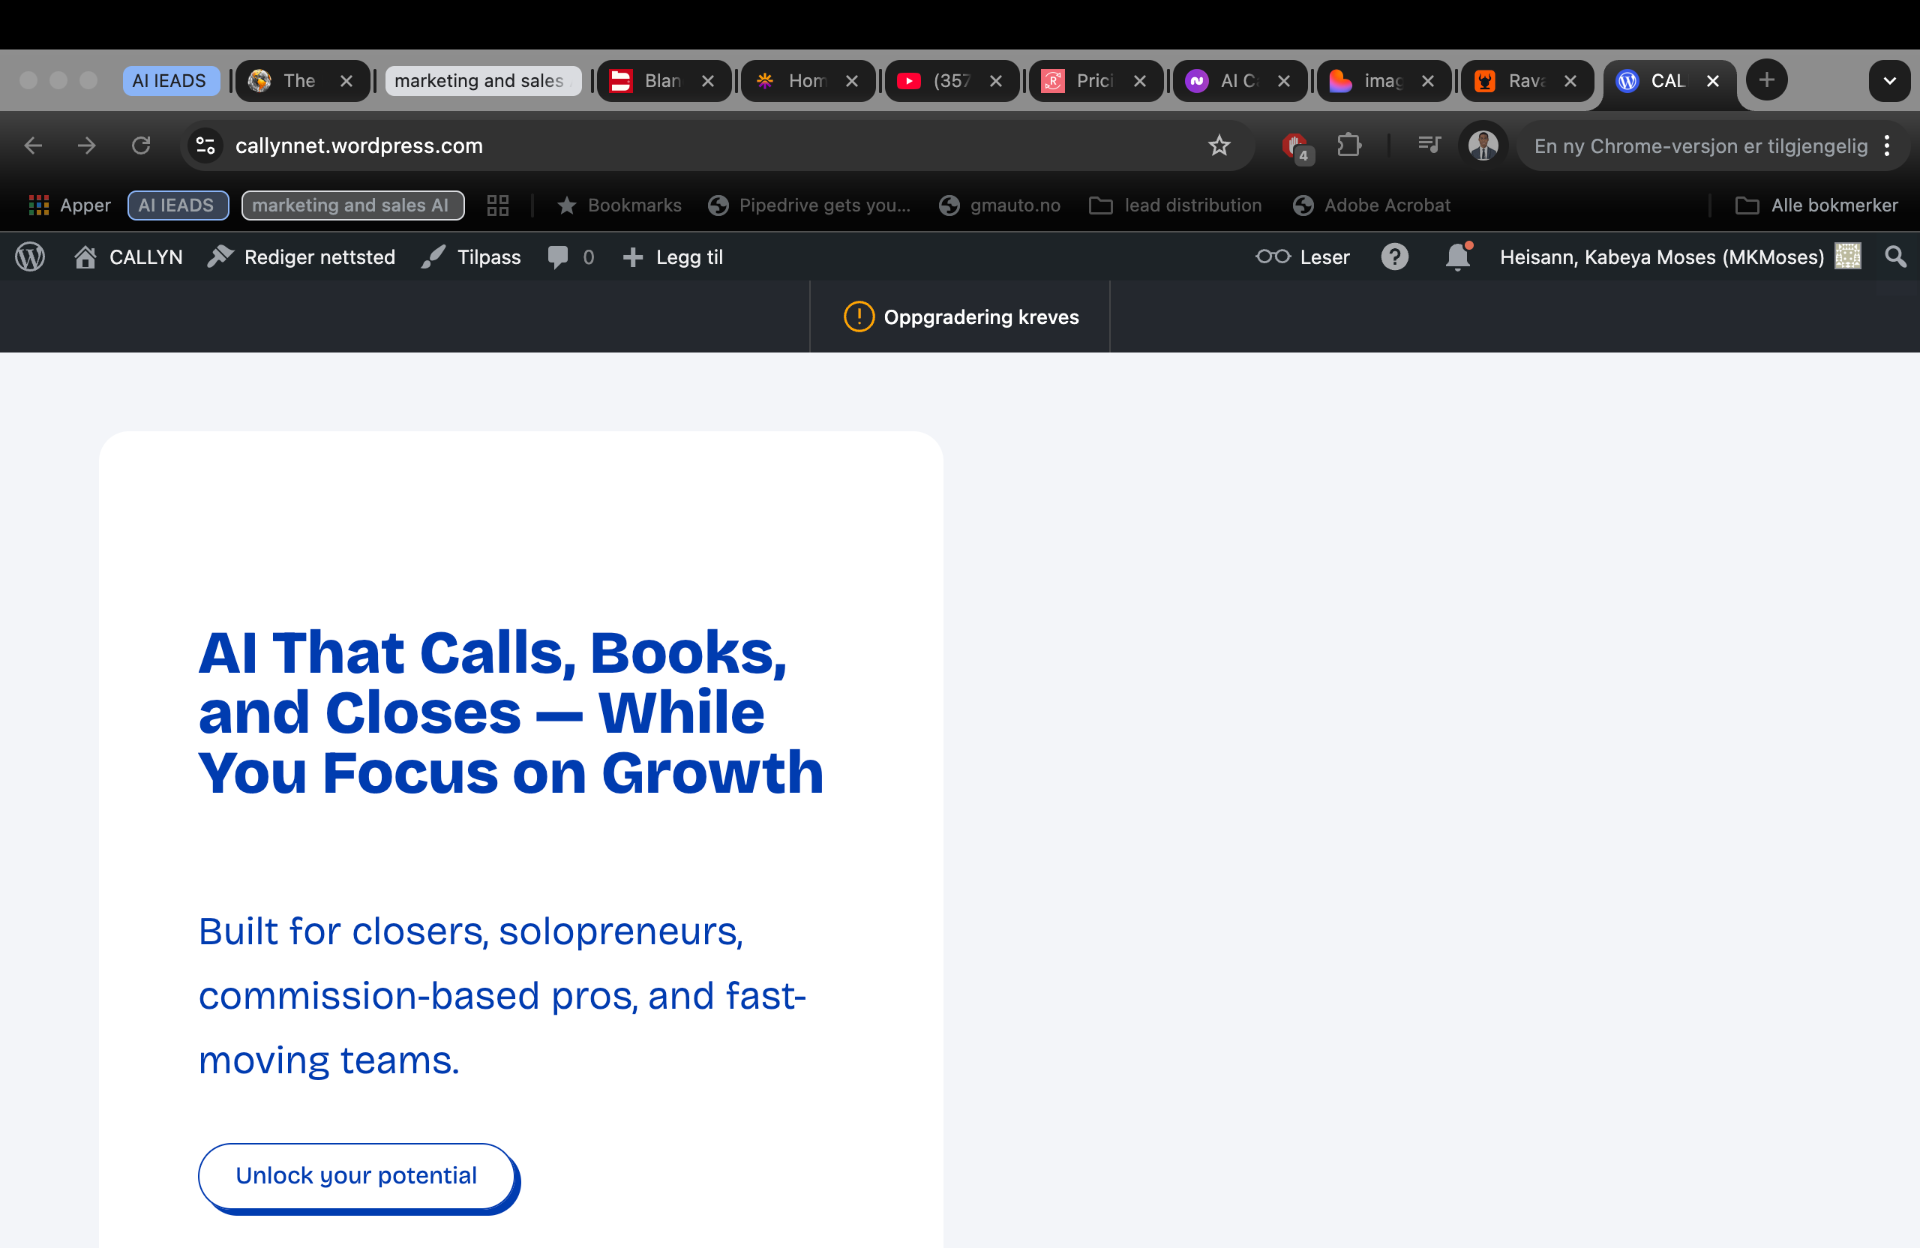 AI lEADS
The
marketing and sales
Blan
Hom
(357
Prici
AI C
imag
Rava
CAL
callynnet.wordpress.com
4
En ny Chrome-versjon er tilgjengelig
Apper
AI lEADS
marketing and sales AI
Bookmarks
Pipedrive gets you...
gmauto.no
lead distribution
Adobe Acrobat
Alle bokmerker
CALLYN
Rediger nettsted
Tilpass
0
Legg til
Leser
Heisann, Kabeya Moses (MKMoses)
Oppgradering kreves
AI That Calls, Books,
and Closes — While
You Focus on Growth
Built for closers, solopreneurs,
commission-based pros, and fast-
moving teams.
Unlock your potential